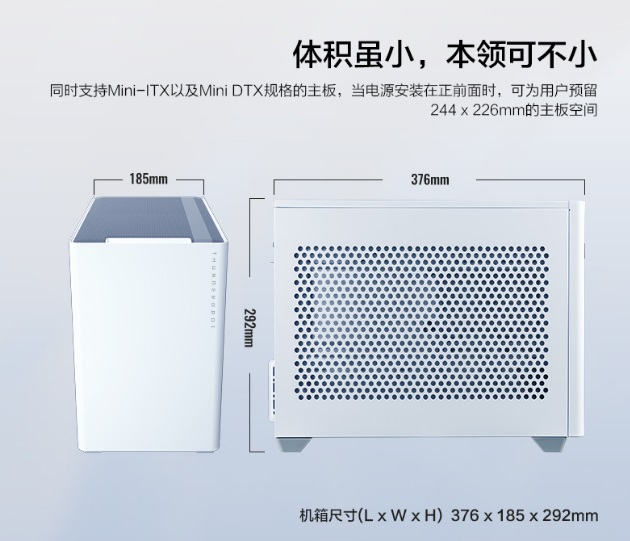 体积虽小，本领可不小
同时支持Mini-ITX以及Mini DTX规格的主板，当电源安装在正前面时，可为用户预留
244 x 226mm的主板空间
185mm
376mm
THUNDEROBOT
292mm
机箱尺寸(L x W x H) 376 x 185 x 292mm